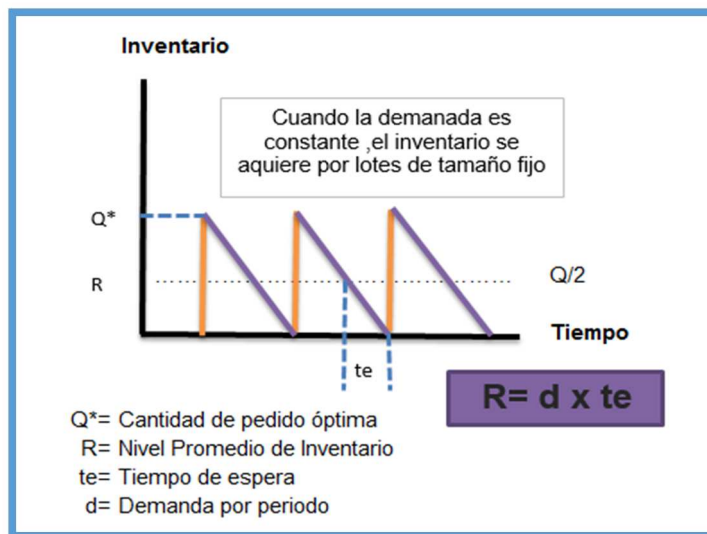 Inventario
Cuando la demanada es
constante ,el inventario se
aquiere por lotes de tamaño fijo
Q*
R
Q/2
Tiempo
te
R= d x te
Q*= Cantidad de pedido óptima
R= Nivel Promedio de Inventario
te= Tiempo de espera
d= Demanda por periodo